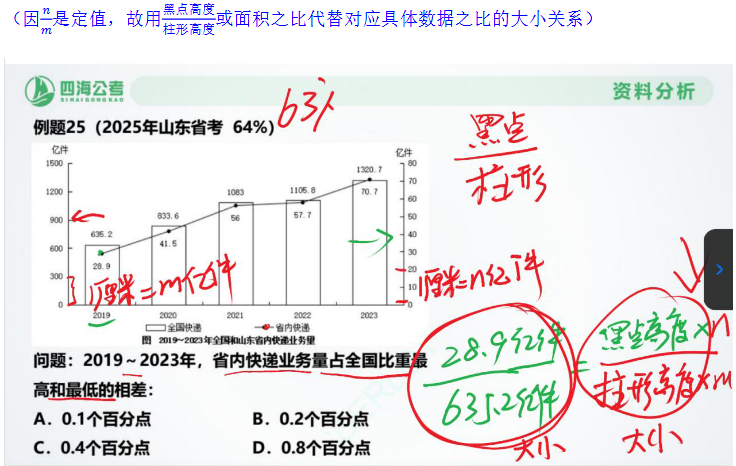 （因n/m是定值，故用黑点高度/柱形高度或面积之比代替对应具体数据之比的大小关系）
四海公考
SI HAI GONG KAO
资料分析
例题25（2025年山东省考 64%）
63%
黑点
柱形
亿件
亿件
1500
1200
900
600
300
0
80
70
60
50
40
30
20
10
0
635.2
833.6
1083
1105.8
1320.7
28.9
41.5
56
57.7
70.7
1厘米=m亿件
1厘米=n亿件
2019
2020
2021
2022
2023
全国快递
省内快递
图 2019～2023年全国和山东省内快递业务量
问题：2019～2023年，省内快递业务量占全国比重最
高和最低的相差：
A．0.1个百分点
B．0.2个百分点
C．0.4个百分点
D．0.8个百分点
28.9亿件
635.2亿件
=
黑点高度×n
柱形高度×m
大小
大小